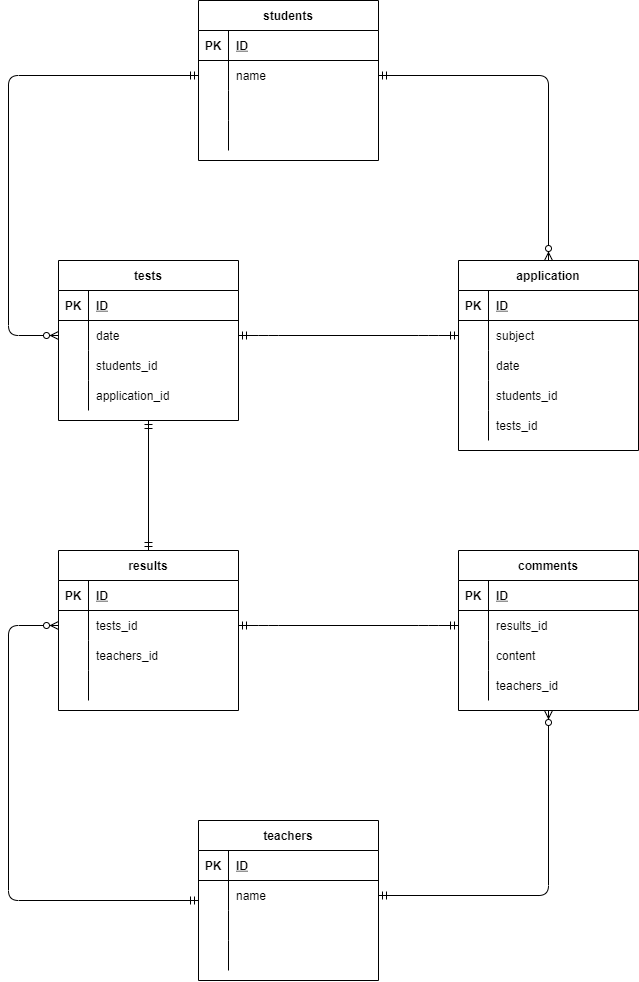 students
PK ID
name
tests
PK ID
date
students_id
application_id
application
PK ID
subject
date
students_id
tests_id
results
PK ID
tests_id
teachers_id
comments
PK ID
results_id
content
teachers_id
teachers
PK ID
name